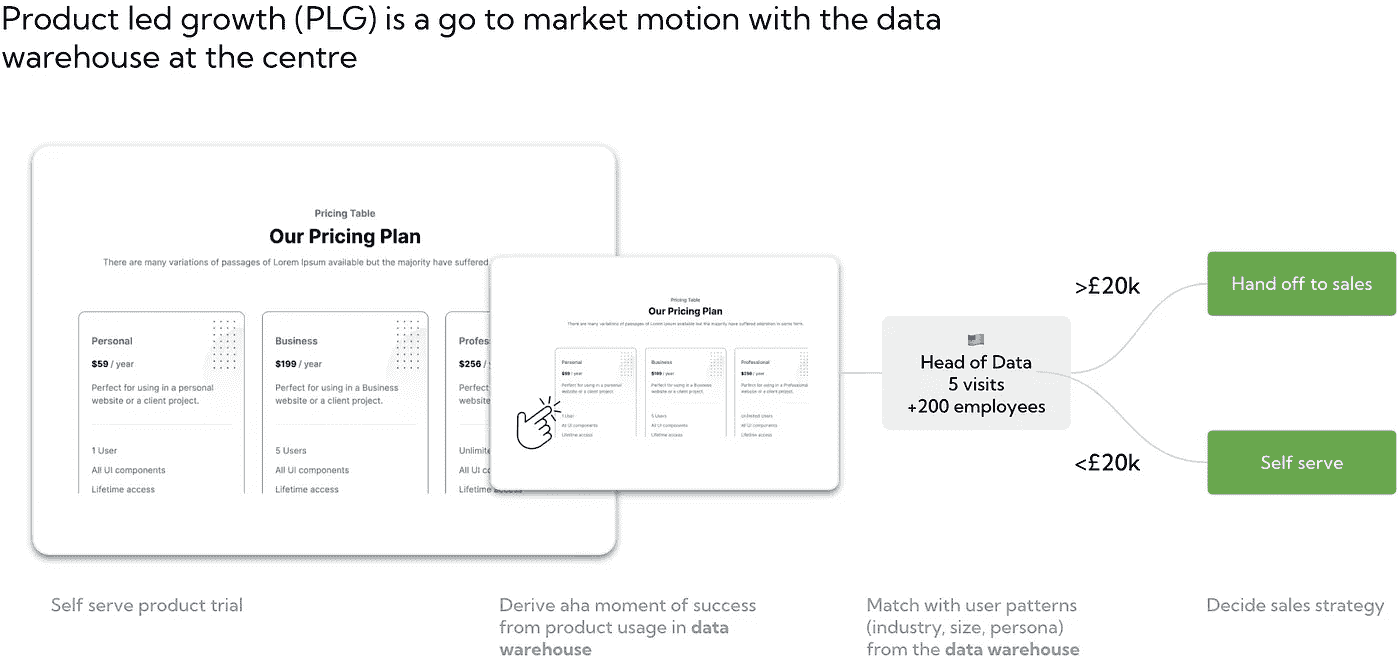 Product led growth (PLG) is a go to market motion with the data
warehouse at the centre
Pricing Table
Our Pricing Plan
There are many variations of passages of Lorem Ipsum available but the majority have suffered
Personal
$59 / year
Perfect for using in a personal
website or a client project.
1 User
All UI components
Lifetime access
Business
$199 / year
Perfect for using in a Business
website or a client project.
5 Users
All UI components
Lifetime access
Profes
$256 /
Perfect
website
Unlimite
All UI co
Lifetime access
Pricing Table
Our Pricing Plan
There are many variations of passages of Lorem Ipsum available but the majority have suffered alteration in some form.
Personal
$59 / year
Perfect for using in a personal
website or a client project.
1 User
All UI components
Lifetime access
Business
$199 / year
Perfect for using in a Business
website or a client project.
5 Users
All UI components
Lifetime access
Professional
$256 / year
Perfect for using in a Professional
website or a client project.
Unlimited Users
All UI components
Lifetime access
Head of Data
5 visits
+200 employees
>£20k
<£20k
Hand off to sales
Self serve
Self serve product trial
Derive aha moment of success
from product usage in data
warehouse
Match with user patterns
(industry, size, persona)
from the data warehouse
Decide sales strategy